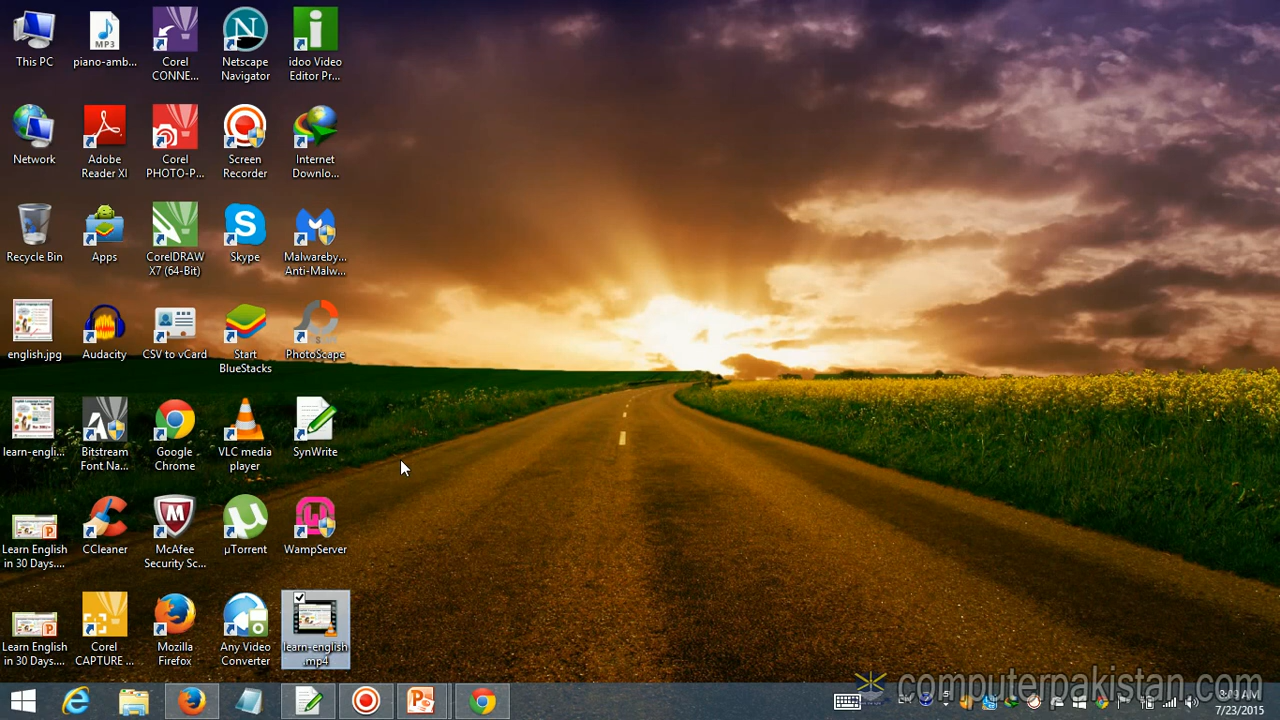 This PC
piano-amb...
Corel
CONNE...
Netscape
Navigator
idoo Video
Editor Pr...
Network
Adobe
Reader XI
Corel
PHOTO-P...
Screen
Recorder
Internet
Downlo...
Recycle Bin
Apps
CorelDRAW
X7 (64-Bit)
Skype
Malwareby...
Anti-Malw...
english.jpg
Audacity
CSV to vCard
Start
BlueStacks
PhotoScape
learn-engli...
Bitstream
Font Na...
Google
Chrome
VLC media
player
SynWrite
Learn English
in 30 Days....
CCleaner
McAfee
Security Sc...
µTorrent
WampServer
Learn English
in 30 Days....
Corel
CAPTURE ...
Mozilla
Firefox
Any Video
Converter
learn-english
.mp4
MP3
computerpakistan.com
7/23/2015